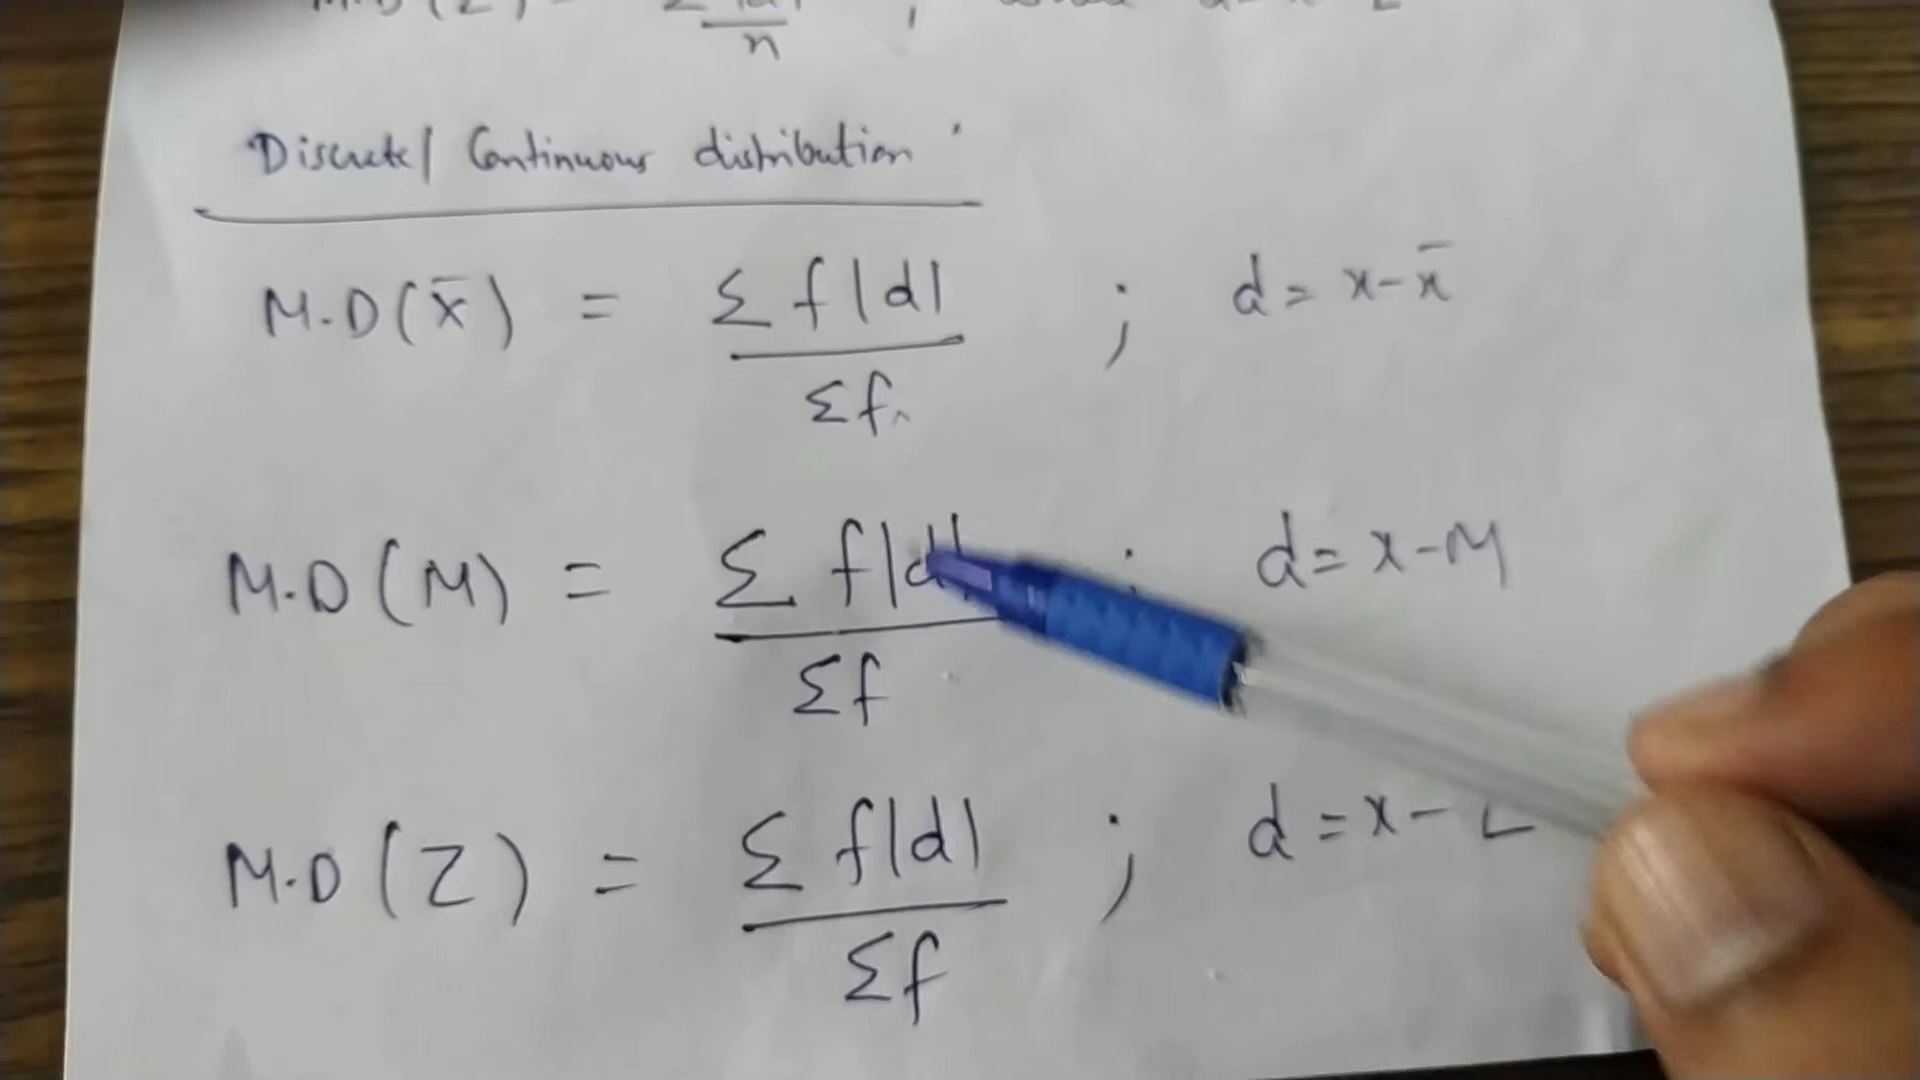 n
Discrete/ Continuous distribution
M.D(x̄) = Σf|d| / Σf ; d = x-x̄
M.D(M) = Σf|d| / Σf ; d = x-M
M.D(Z) = Σf|d| / Σf ; d = x-Z